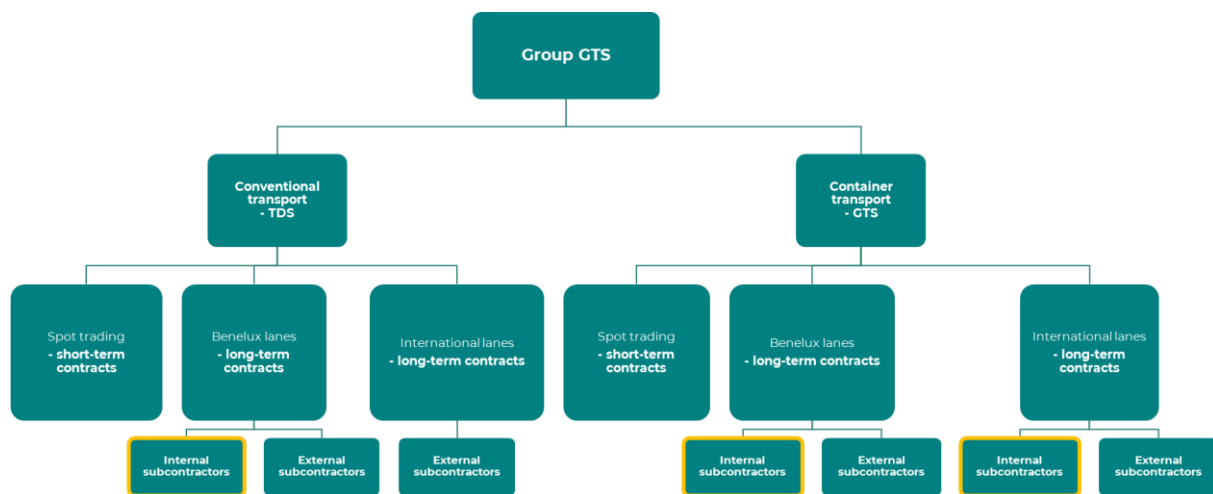 Group GTS
Conventional
transport
- TDS
Container
transport
- GTS
Spot trading
- short-term
contracts
Benelux lanes
- long-term
contracts
International lanes
- long-term contracts
Spot trading
- short-term
contracts
Benelux lanes
- long-term contracts
International lanes
- long-term
contracts
Internal
subcontractors
External
subcontractors
External
subcontractors
Internal
subcontractors
External
subcontractors
Internal
subcontractors
External
subcontractors